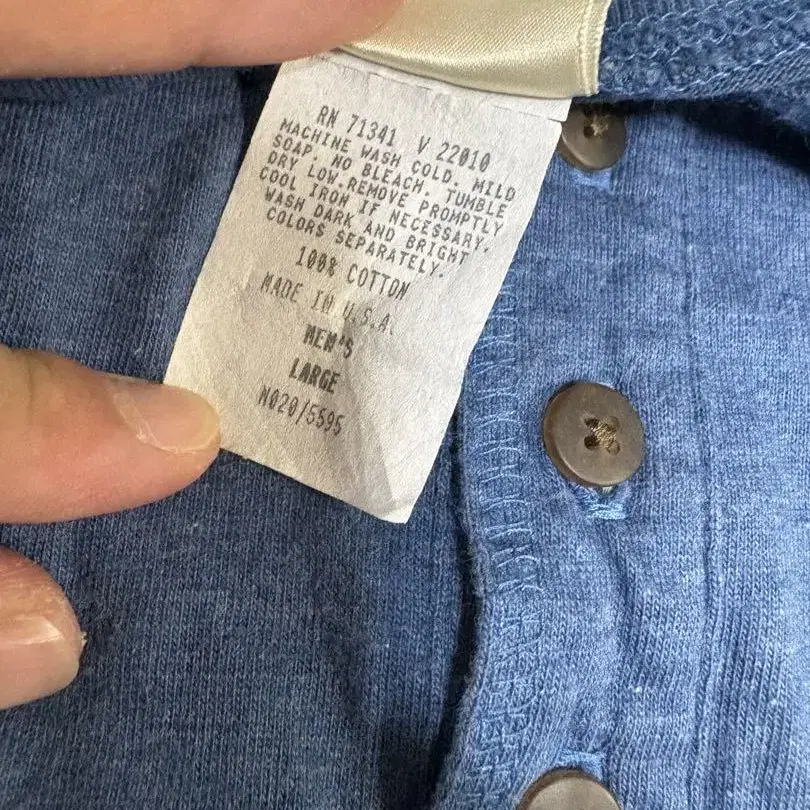 RN 71341 V 22010
MACHINE WASH COLD, MILD
SOAP. NO BLEACH. TUMBLE
DRY LOW.REMOVE PROMPTLY
COOL IRON IF NECESSARY.
WASH DARK AND BRIGHT
COLORS SEPARATELY.
100% COTTON
MADE IN U.S.A.
MEN'S
LARGE
N020/5595